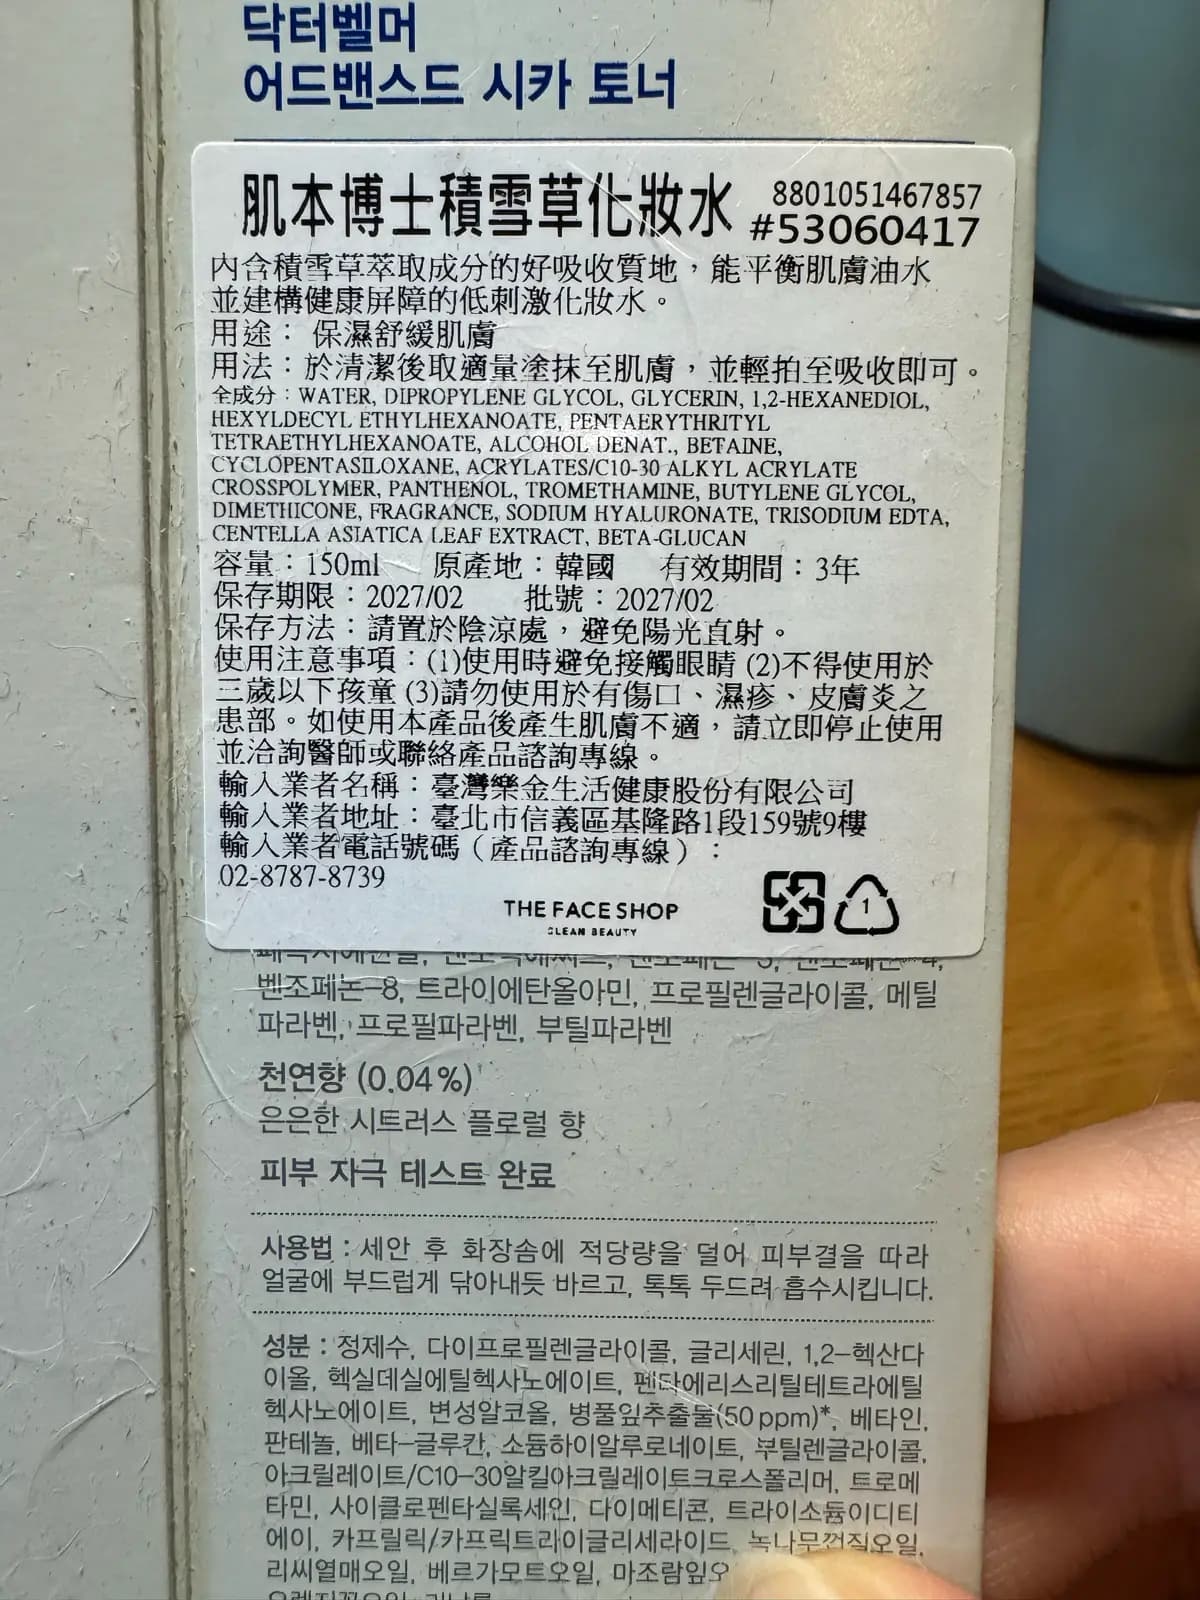 닥터벨머
어드밴스드 시카 토너
肌本博士積雪草化妝水 8801051467857
#53060417
內含積雪草萃取成分的好吸收質地，能平衡肌膚油水
並建構健康屏障的低刺激化妝水。
用途： 保濕舒緩肌膚
用法：於清潔後取適量塗抹至肌膚，並輕拍至吸收即可。
全成分：WATER, DIPROPYLENE GLYCOL, GLYCERIN, 1,2-HEXANEDIOL,
HEXYLDECYL ETHYLHEXANOATE, PENTAERYTHRITYL
TETRAETHYLHEXANOATE, ALCOHOL DENAT., BETAINE,
CYCLOPENTASILOXANE, ACRYLATES/C10-30 ALKYL ACRYLATE
CROSSPOLYMER, PANTHENOL, TROMETHAMINE, BUTYLENE GLYCOL,
DIMETHICONE, FRAGRANCE, SODIUM HYALURONATE, TRISODIUM EDTA,
CENTELLA ASIATICA LEAF EXTRACT, BETA-GLUCAN
容量：150ml 原產地：韓國 有效期間：3年
保存期限：2027/02 批號：2027/02
保存方法：請置於陰涼處，避免陽光直射。
使用注意事項：(1)使用時避免接觸眼睛 (2)不得使用於
三歲以下孩童 (3)請勿使用於有傷口、濕疹、皮膚炎之
患部。如使用本產品後產生肌膚不適，請立即停止使用
並洽詢醫師或聯絡產品諮詢專線。
輸入業者名稱：臺灣樂金生活健康股份有限公司
輸入業者地址：臺北市信義區基隆路1段159號9樓
輸入業者電話號碼（產品諮詢專線）：
02-8787-8739
THE FACE SHOP
CLEAN BEAUTY
1
벤조페논-8, 트라이에탄올아민, 프로필렌글라이콜, 메틸
파라벤, 프로필파라벤, 부틸파라벤
천연향 (0.04%)
은은한 시트러스 플로럴 향
피부 자극 테스트 완료
사용법 : 세안 후 화장솜에 적당량을 덜어 피부결을 따라
얼굴에 부드럽게 닦아내듯 바르고, 톡톡 두드려 흡수시킵니다.
성분 : 정제수, 다이프로필렌글라이콜, 글리세린, 1,2-헥산다
이올, 헥실데실에틸헥사노에이트, 펜타에리스리틸테트라에틸
헥사노에이트, 변성알코올, 병풀잎추출물(50 ppm)*, 베타인,
판테놀, 베타-글루칸, 소듐하이알루로네이트, 부틸렌글라이콜,
아크릴레이트/C10-30알킬아크릴레이트크로스폴리머, 트로메
타민, 사이클로펜타실록세인, 다이메티콘, 트라이소듐이디티
에이, 카프릴릭/카프릭트라이글리세라이드, 녹나무껍질오일,
리씨열매오일, 베르가모트오일, 마조람잎오